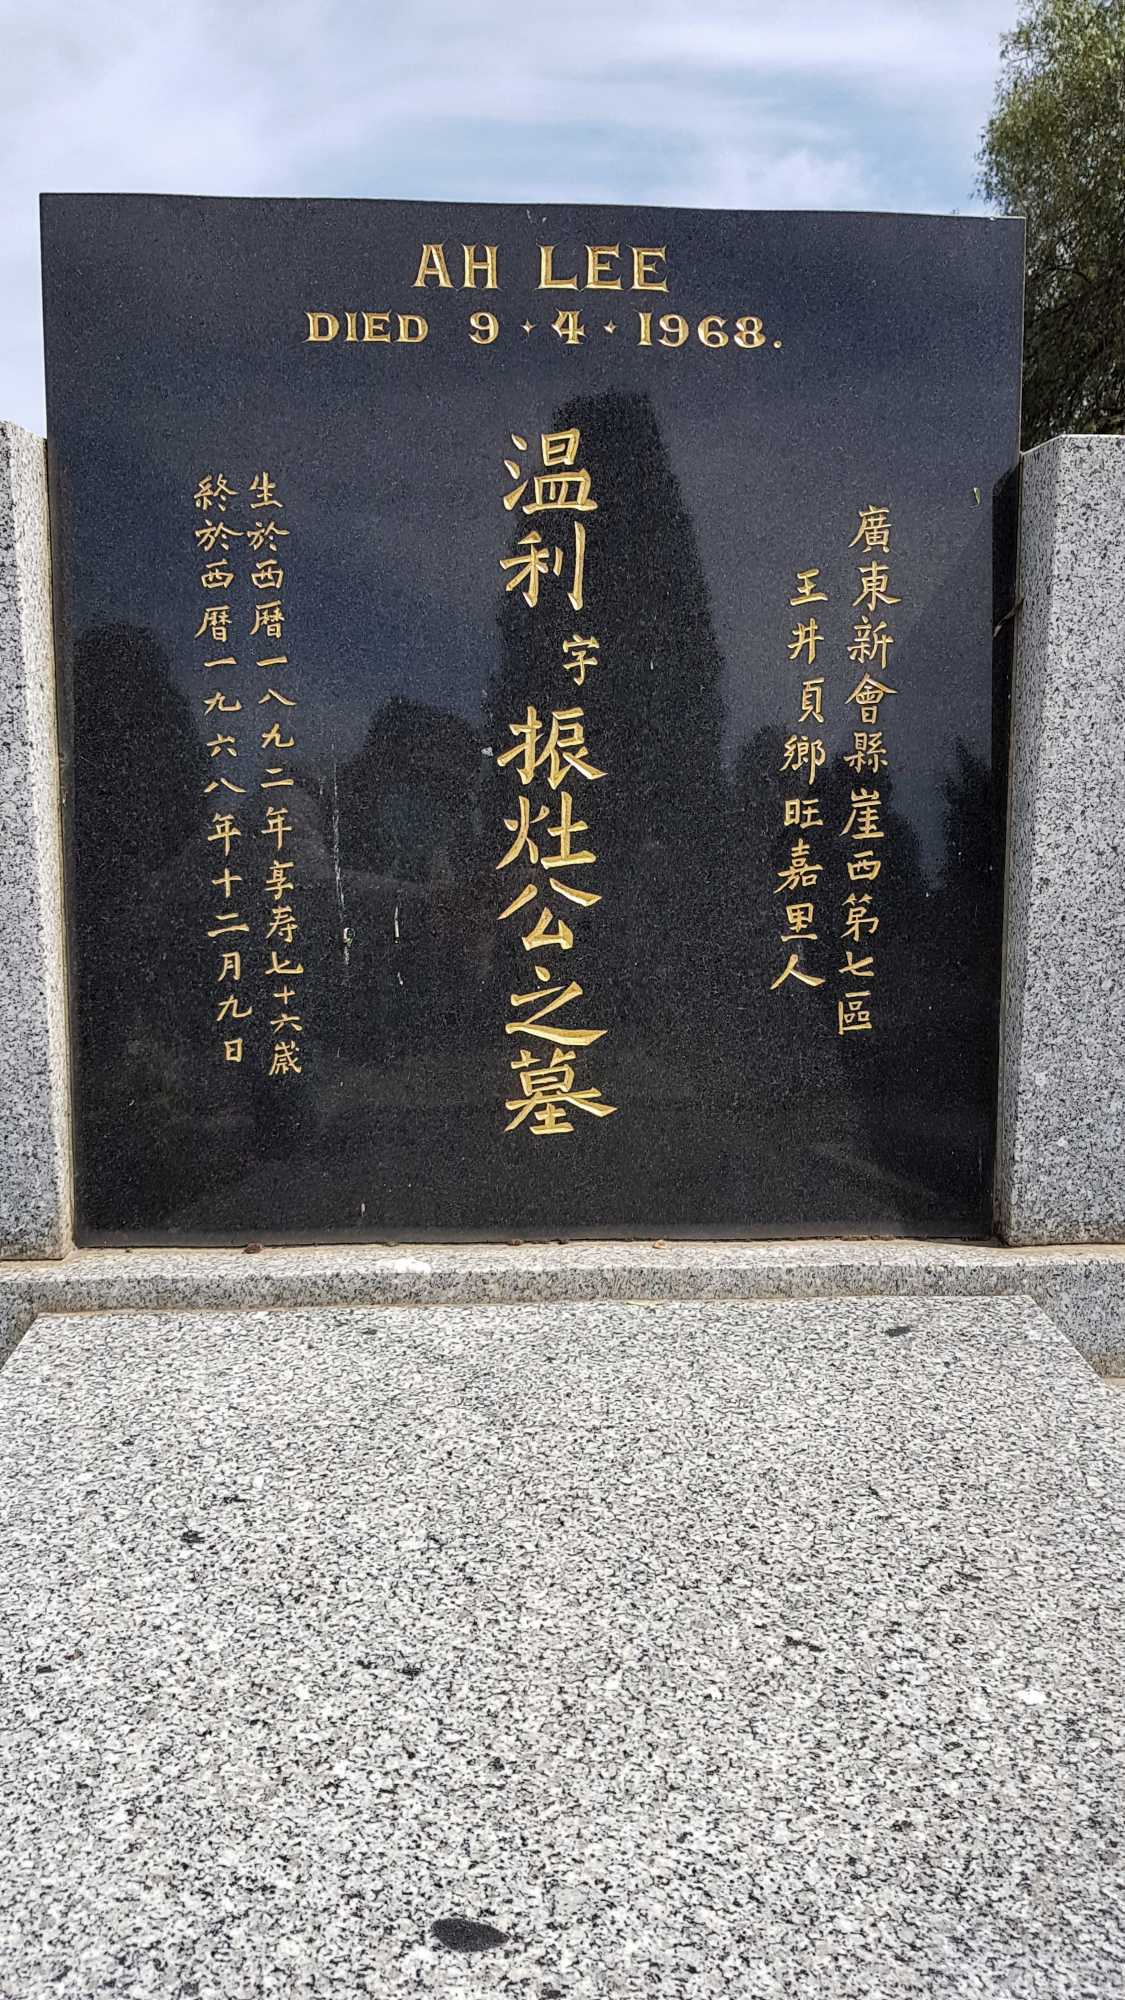 AH LEE
DIED 9·4·1968.
廣東新會縣崖西第七區
王井頁鄉旺嘉里人
温利字振灶公之墓
生於西曆一八九二年享寿七十六歲
終於西曆一九六八年十二月九日